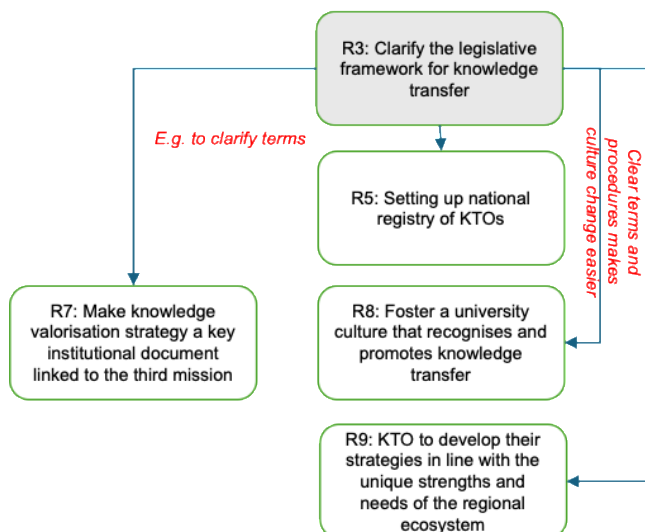 R3: Clarify the legislative
framework for knowledge
transfer
E.g. to clarify terms
Clear terms and
procedures makes
culture change easier
R5: Setting up national
registry of KTOs
R7: Make knowledge
valorisation strategy a key
institutional document
linked to the third mission
R8: Foster a university
culture that recognises and
promotes knowledge
transfer
R9: KTO to develop their
strategies in line with the
unique strengths and
needs of the regional
ecosystem